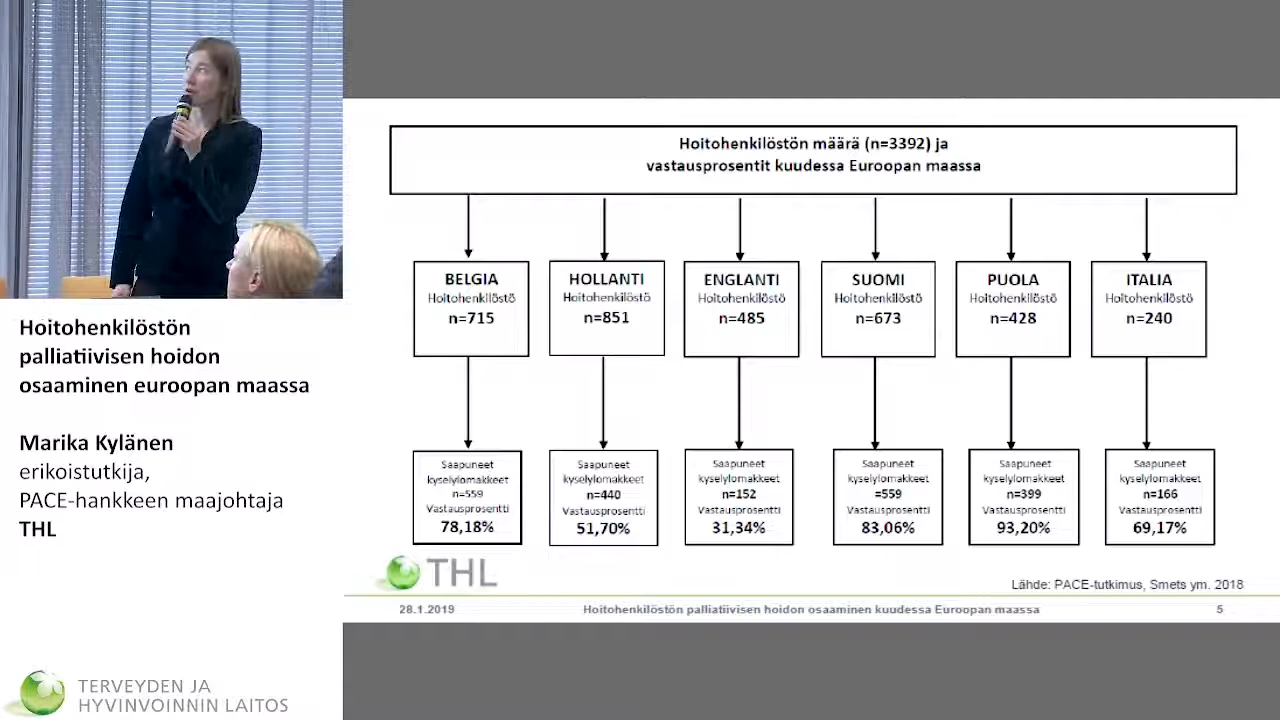 Hoitohenkilöstön
palliatiivisen hoidon
osaaminen euroopan maassa
Marika Kylänen
erikoistutkija,
PACE-hankkeen maajohtaja
THL
TERVEYDEN JA
HYVINVOINNIN LAITOS
Hoitohenkilöstön määrä (n=3392) ja
vastausprosentit kuudessa Euroopan maassa
BELGIA
Hoitohenkilöstö
n=715
HOLLANTI
Hoitohenkilöstö
n=851
ENGLANTI
Hoitohenkilöstö
n=485
SUOMI
Hoitohenkilöstö
n=673
PUOLA
Hoitohenkilöstö
n=428
ITALIA
Hoitohenkilöstö
n=240
Saapuneet
kyselylomakkeet
n=559
Vastausprosentti
78,18%
Saapuneet
kyselylomakkeet
n=440
Vastausprosentti
51,70%
Saapuneet
kyselylomakkeet
n=152
Vastausprosentti
31,34%
Saapuneet
kyselylomakkeet
=559
Vastausprosentti
83,06%
Saapuneet
kyselylomakkeet
n=399
Vastausprosentti
93,20%
Saapuneet
kyselylomakkeet
n=166
Vastausprosentti
69,17%
THL
Lähde: PACE-tutkimus, Smets ym. 2018
28.1.2019
Hoitohenkilöstön palliatiivisen hoidon osaaminen kuudessa Euroopan maassa
5